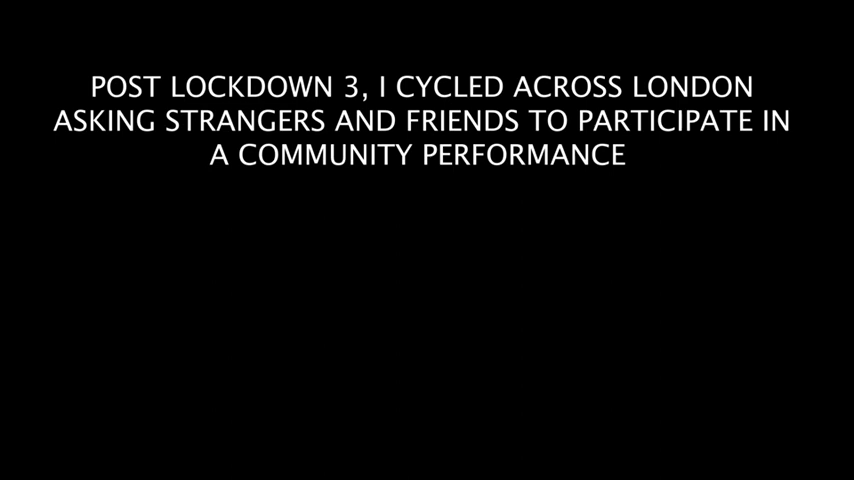 POST LOCKDOWN 3, I CYCLED ACROSS LONDON
ASKING STRANGERS AND FRIENDS TO PARTICIPATE IN
A COMMUNITY PERFORMANCE